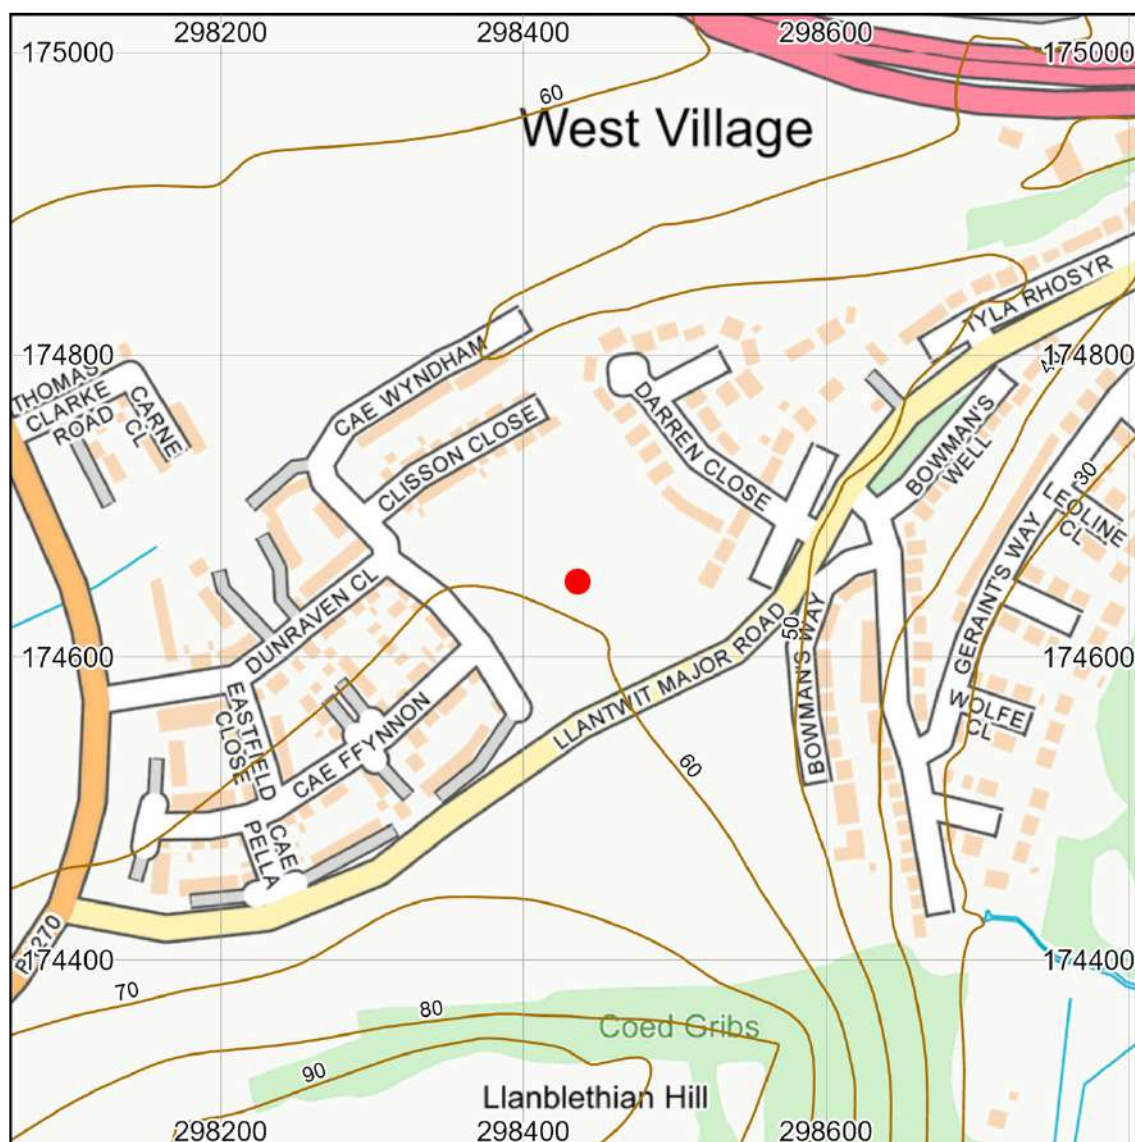 298200
298400
298600
175000
175000
60
West Village
TYLA RHOSYR
174800
174800
THOMAS
CLARKE
ROAD
CARNE
CL
CAE WYNDHAM
CLISSON CLOSE
DARREN CLOSE
BOWMAN'S
WELL
30
LEOLINE
CL
GERAINT'S WAY
DUNRAVEN CL
174600
174600
50
BOWMAN'S WAY
LLANTWIT MAJOR ROAD
EASTFIELD
CLOSE
CAE FFYNNON
WOLFE
CL
60
CAE
PELLA
174400
174400
70
80
Coed Gribs
90
Llanblethian Hill
298200
298400
298600